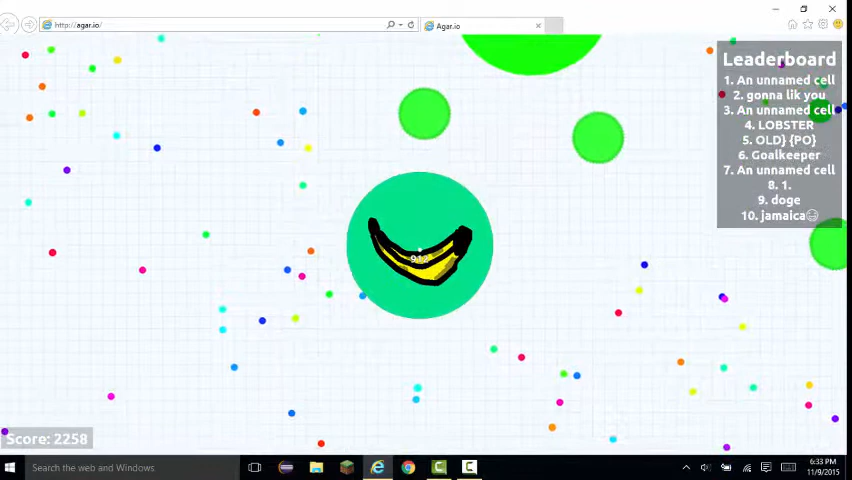 http://agar.io/
Agar.io
Leaderboard
1. An unnamed cell
2. gonna lik you
3. An unnamed cell
4. LOBSTER
5. OLD} {PO}
6. Goalkeeper
7. An unnamed cell
8. 1.
9. doge
10. jamaica😋
912
Score: 2258
Search the web and Windows
6:33 PM
11/9/2015